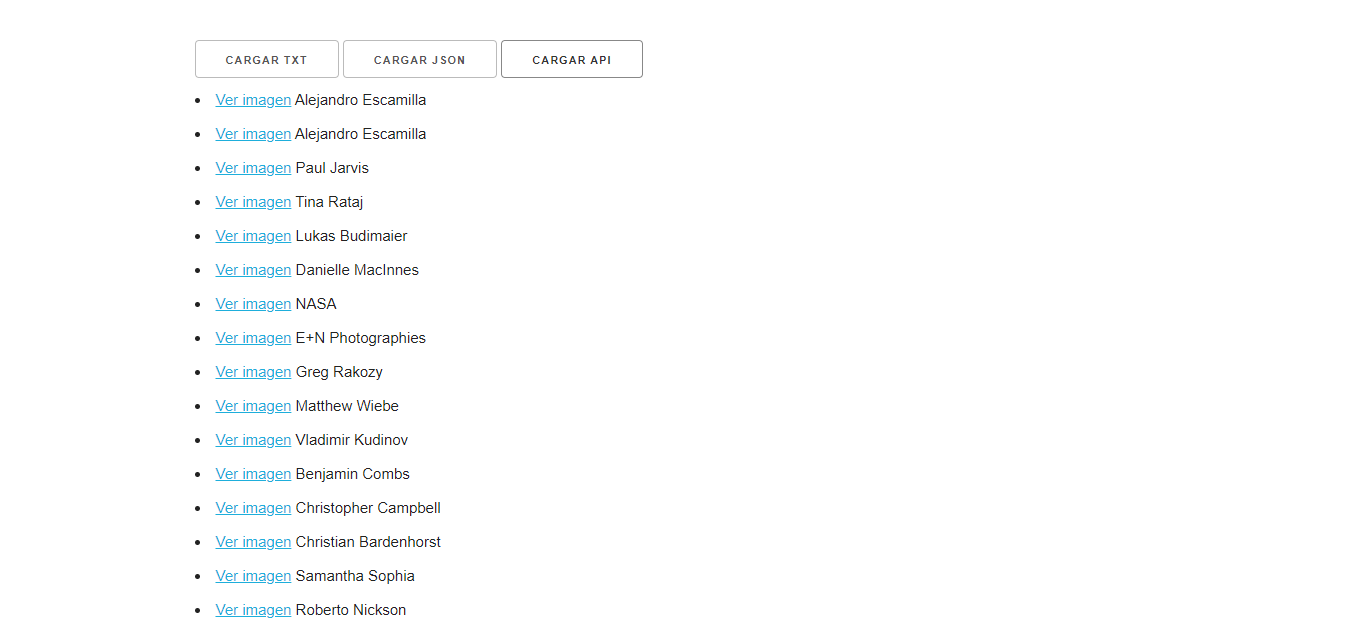 CARGAR TXT CARGAR JSON CARGAR API
Ver imagen Alejandro Escamilla
Ver imagen Alejandro Escamilla
Ver imagen Paul Jarvis
Ver imagen Tina Rataj
Ver imagen Lukas Budimaier
Ver imagen Danielle MacInnes
Ver imagen NASA
Ver imagen E+N Photographies
Ver imagen Greg Rakozy
Ver imagen Matthew Wiebe
Ver imagen Vladimir Kudinov
Ver imagen Benjamin Combs
Ver imagen Christopher Campbell
Ver imagen Christian Bardenhorst
Ver imagen Samantha Sophia
Ver imagen Roberto Nickson